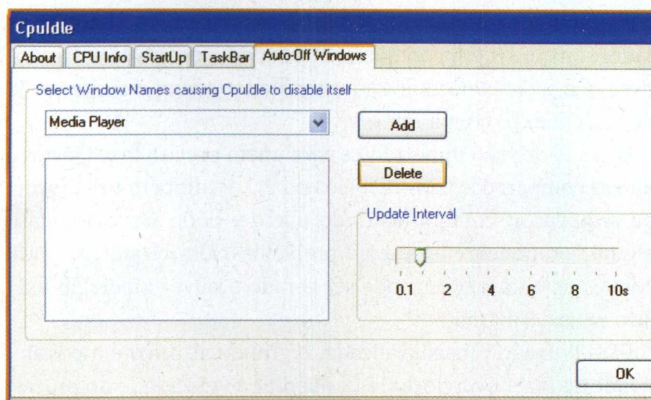 CpuIdle
About CPU Info StartUp TaskBar Auto-Off Windows
Select Window Names causing CpuIdle to disable itself
Media Player
Add
Delete
Update Interval
0.1 2 4 6 8 10s
OK